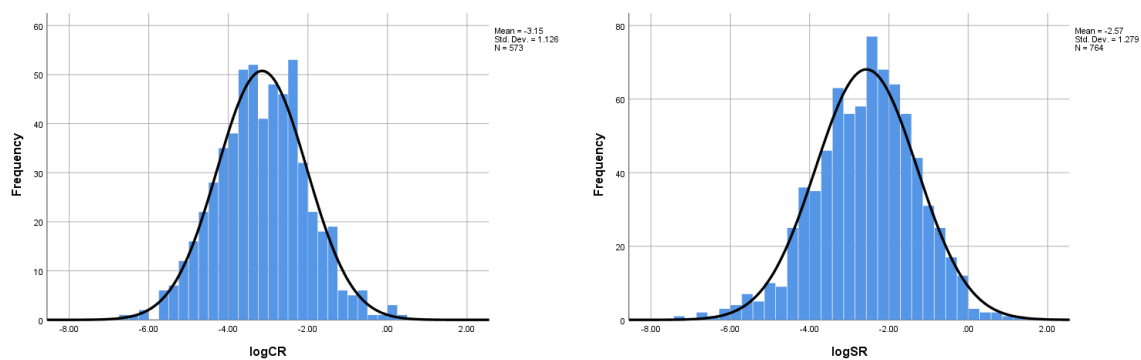 60
50
40
30
20
10
0
Frequency
-8.00 -6.00 -4.00 -2.00 .00 2.00
logCR
Mean = -3.15
Std. Dev. = 1.126
N = 573
80
60
40
20
0
Frequency
-8.00 -6.00 -4.00 -2.00 .00 2.00
logSR
Mean = -2.57
Std. Dev. = 1.279
N = 764